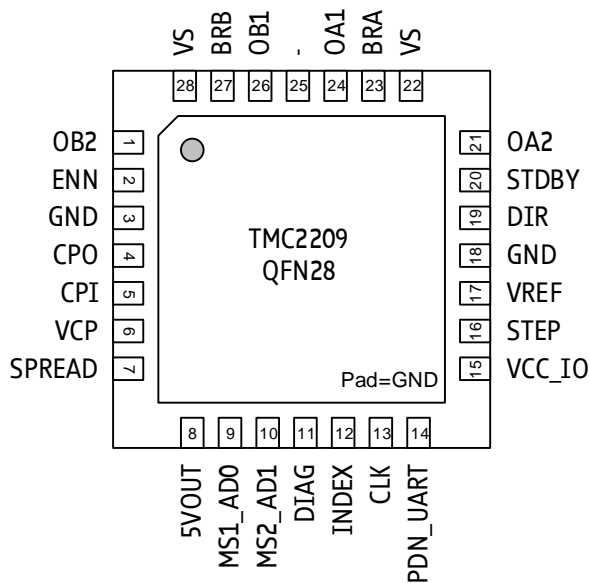 VS
BRB
OB1
-
OA1
BRA
VS
28
27
26
25
24
23
22
OB2
1
ENN
2
GND
3
CPO
4
CPI
5
VCP
6
SPREAD
7
TMC2209
QFN28
Pad=GND
21
OA2
20
STDBY
19
DIR
18
GND
17
VREF
16
STEP
15
VCC_IO
8
9
10
11
12
13
14
5VOUT
MS1_AD0
MS2_AD1
DIAG
INDEX
CLK
PDN_UART